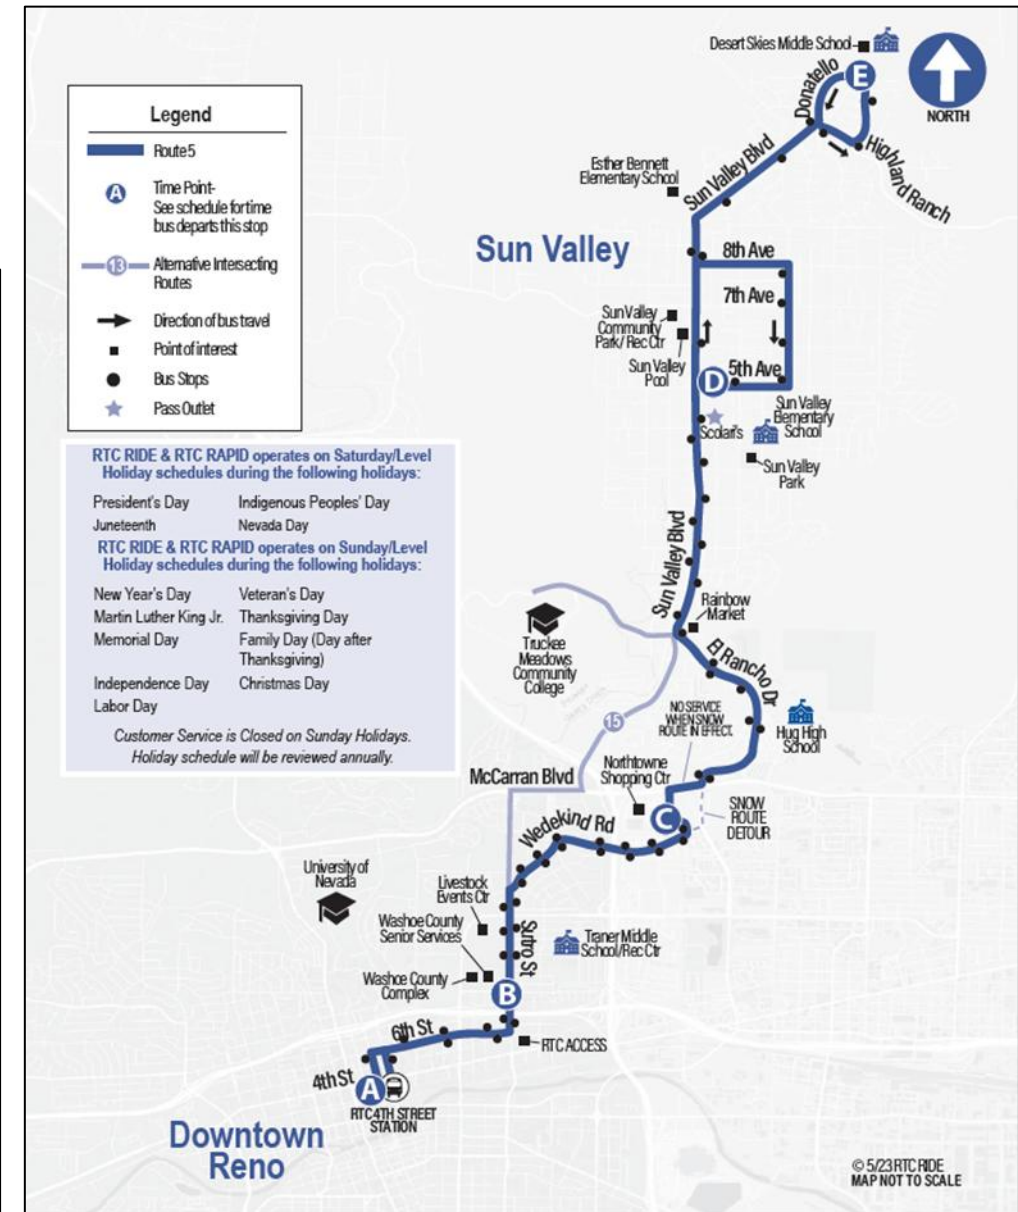 Desert Skies Middle School
E
NORTH
Donatello
Highland Ranch
Sun Valley Blvd
Legend
Route 5
A
Time Point-
See schedule for time
bus departs this stop
13
Alternative Intersecting
Routes
Direction of bus travel
Point of interest
Bus Stops
Pass Outlet
Esther Bennett
Elementary School
Sun Valley
8th Ave
7th Ave
Sun Valley
Community
Park/ Rec Ctr
Sun Valley
Pool
D
5th Ave
Scolari's
Sun Valley
Elementary
School
Sun Valley
Park
RTC RIDE & RTC RAPID operates on Saturday/Level
Holiday schedules during the following holidays:
President's Day Indigenous Peoples' Day
Juneteenth Nevada Day
RTC RIDE & RTC RAPID operates on Sunday/Level
Holiday schedules during the following holidays:
New Year's Day Veteran's Day
Martin Luther King Jr. Thanksgiving Day
Memorial Day Family Day (Day after
Thanksgiving)
Independence Day Christmas Day
Labor Day
Customer Service is Closed on Sunday Holidays.
Holiday schedule will be reviewed annually.
Sun Valley Blvd
Rainbow
Market
Truckee
Meadows
Community
College
El Rancho Dr
15
NO SERVICE
WHEN SNOW
ROUTE IN EFFECT.
Hug High
School
McCarran Blvd
Northtowne
Shopping Ctr
C
SNOW
ROUTE
DETOUR
Wedekind Rd
University of
Nevada
Livestock
Events Ctr
Washoe County
Senior Services
Washoe County
Complex
Sutro St
Traner Middle
School/Rec Ctr
B
6th St
RTC ACCESS
4th St
A
RTC 4TH STREET
STATION
Downtown
Reno
© 5/23 RTC RIDE
MAP NOT TO SCALE